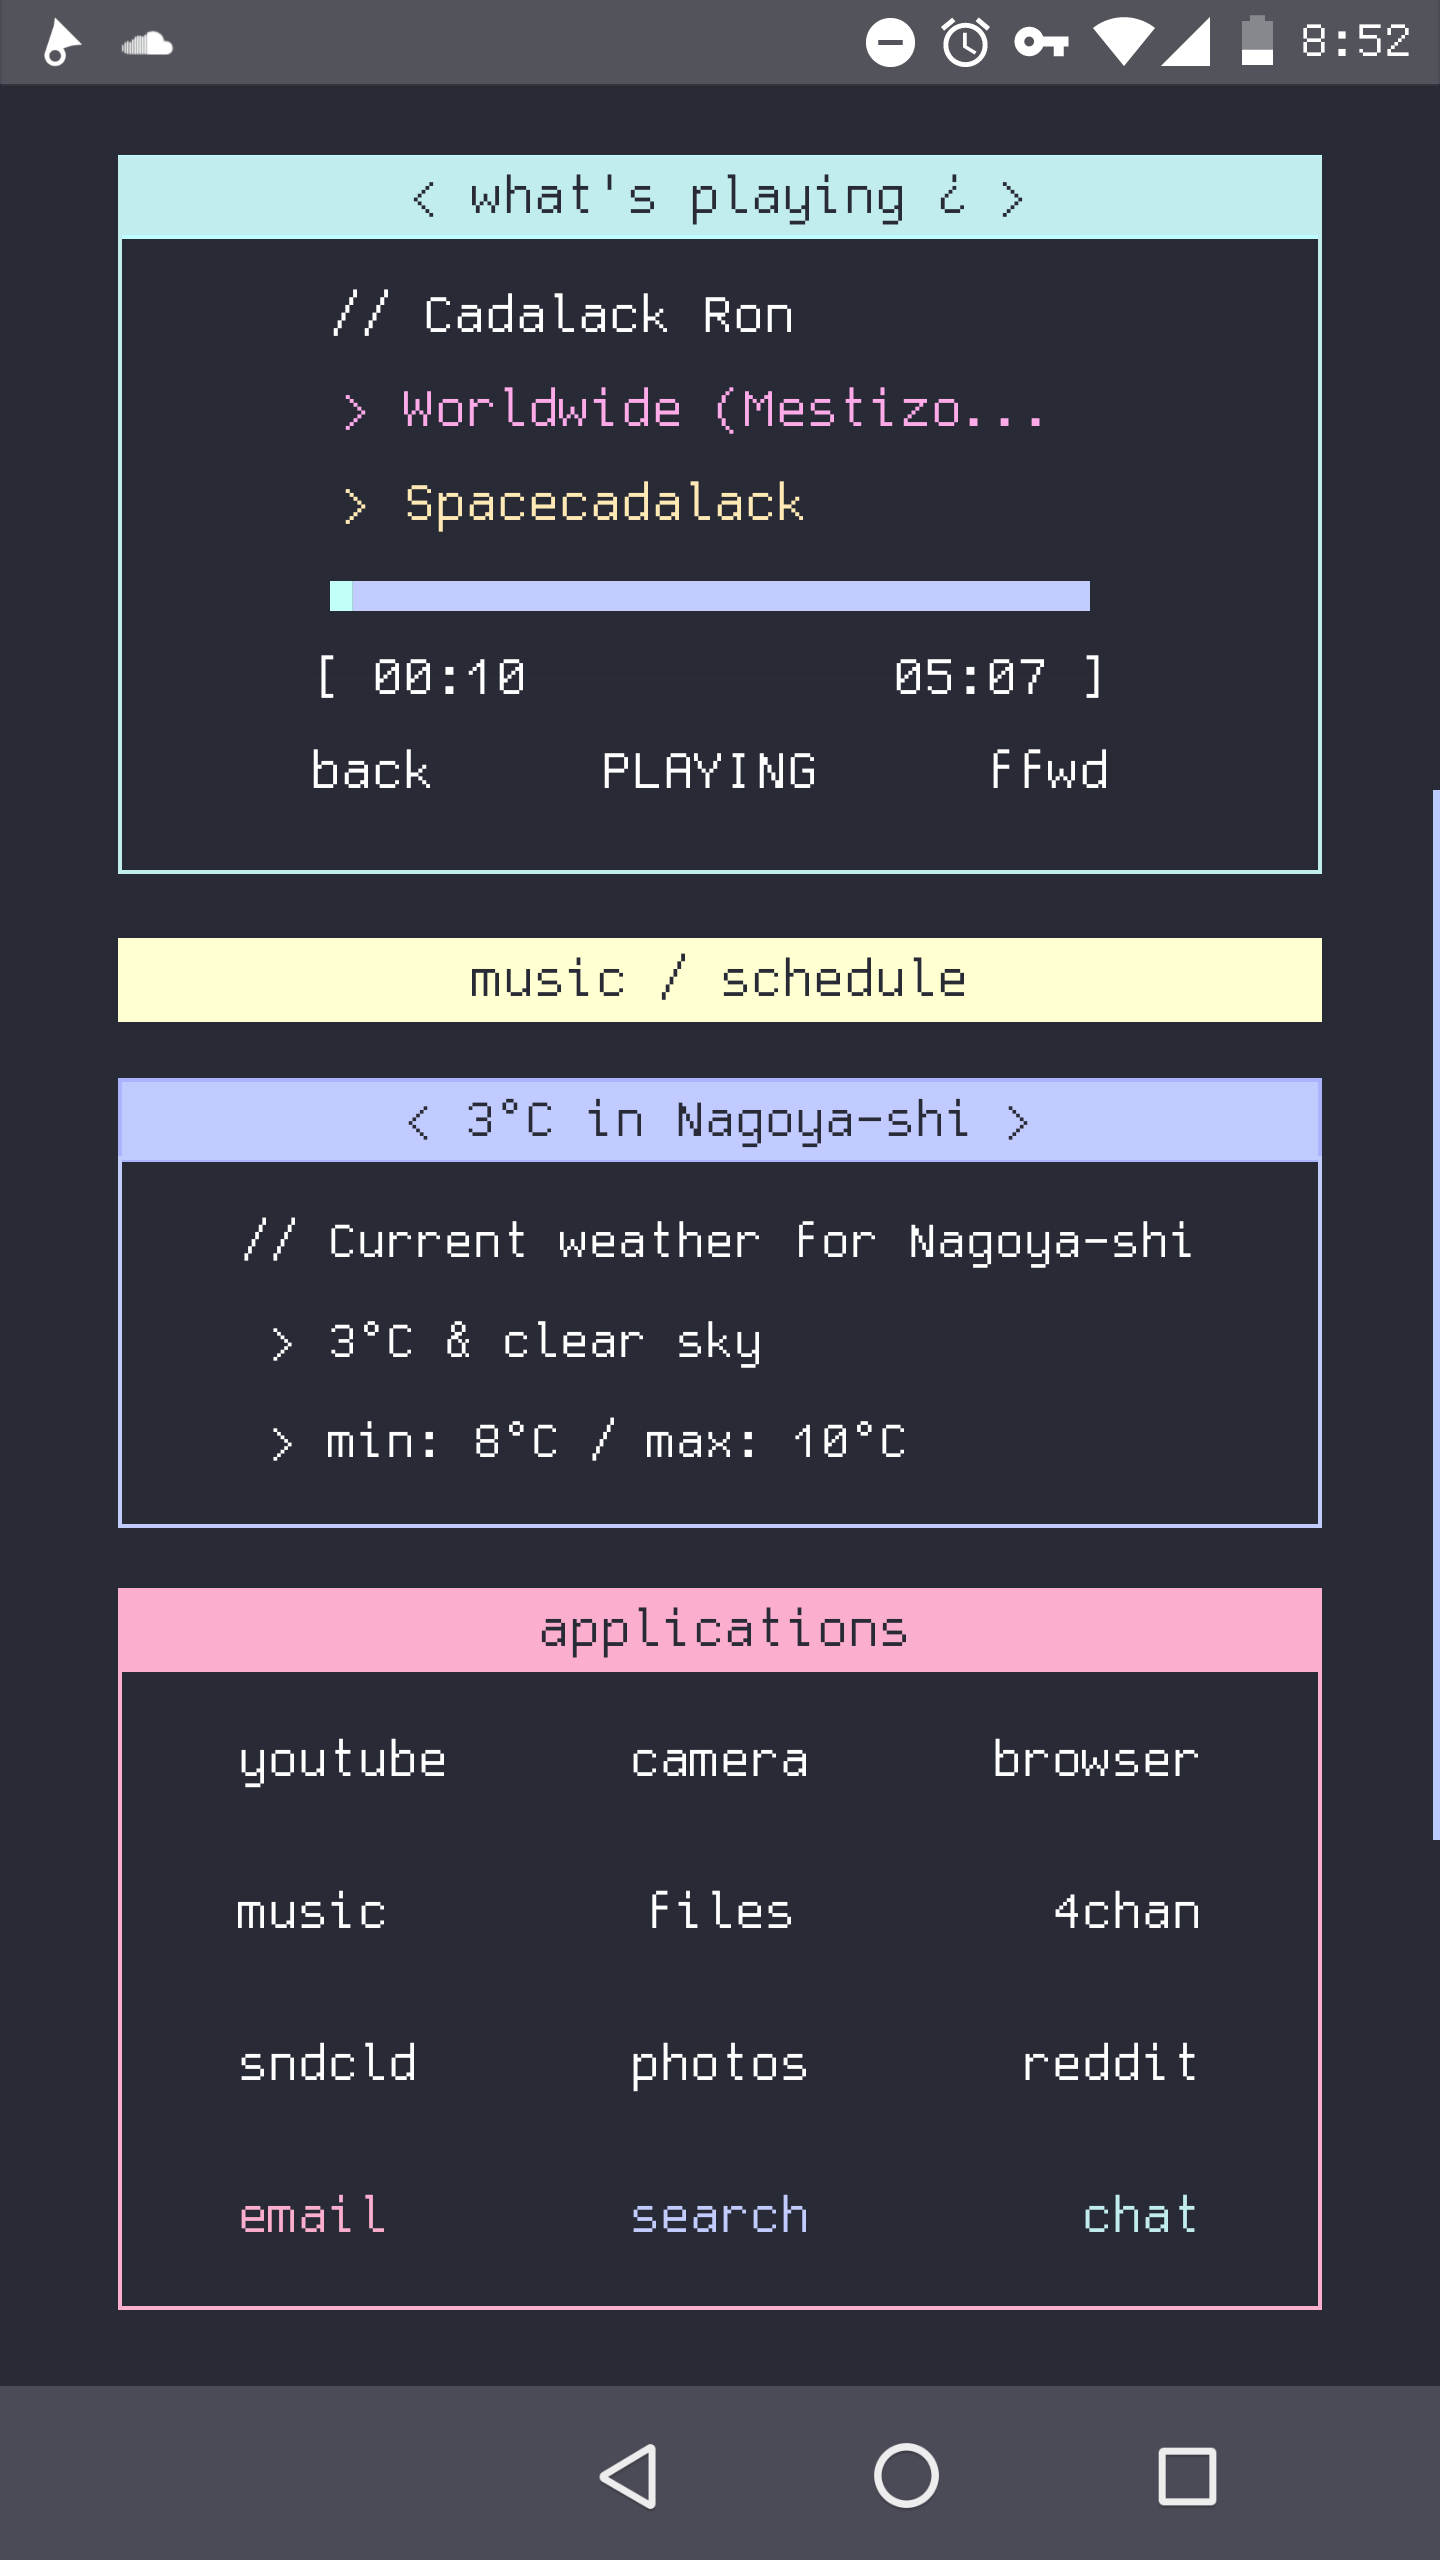 8:52
< what's playing ¿ >
// Cadalack Ron
> Worldwide (Mestizo...
> Spacecadalack
[ 00:10 05:07 ]
back PLAYING ffwd
music / schedule
< 3°C in Nagoya-shi >
// Current weather for Nagoya-shi
> 3°C & clear sky
> min: 8°C / max: 10°C
applications
youtube camera browser
music files 4chan
sndcld photos reddit
email search chat